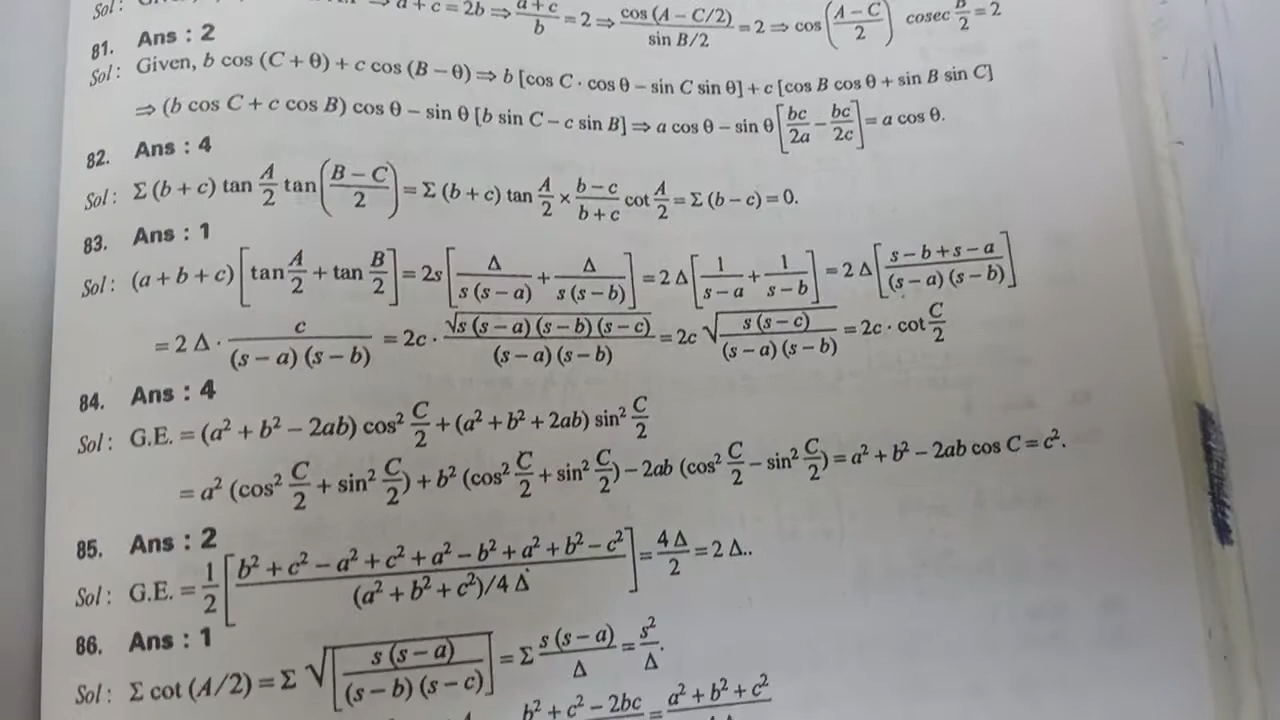 Sol: ⇒ a + c = 2b ⇒ (a + c)/b = 2 ⇒ cos (A − C/2)/sin B/2 = 2 ⇒ cos ((A − C)/2) cosec B/2 = 2
81. Ans : 2
Sol: Given, b cos (C + θ) + c cos (B − θ) ⇒ b [cos C · cos θ − sin C sin θ] + c [cos B cos θ + sin B sin C]
⇒ (b cos C + c cos B) cos θ − sin θ [b sin C − c sin B] ⇒ a cos θ − sin θ [bc/2a − bc/2c] = a cos θ.
82. Ans : 4
Sol: Σ (b + c) tan A/2 tan ((B − C)/2) = Σ (b + c) tan A/2 × (b − c)/(b + c) cot A/2 = Σ (b − c) = 0.
83. Ans : 1
Sol: (a + b + c) [tan A/2 + tan B/2] = 2s [Δ/(s (s − a)) + Δ/(s (s − b))] = 2 Δ [1/(s − a) + 1/(s − b)] = 2 Δ [(s − b + s − a)/((s − a) (s − b))]
= 2 Δ · c/((s − a) (s − b)) = 2c · √(s (s − a) (s − b) (s − c))/((s − a) (s − b)) = 2c √(s (s − c)/((s − a) (s − b))) = 2c · cot C/2
84. Ans : 4
Sol: G.E. = (a² + b² − 2ab) cos² C/2 + (a² + b² + 2ab) sin² C/2
= a² (cos² C/2 + sin² C/2) + b² (cos² C/2 + sin² C/2) − 2ab (cos² C/2 − sin² C/2) = a² + b² − 2ab cos C = c².
85. Ans : 2
Sol: G.E. = 1/2 [(b² + c² − a² + c² + a² − b² + a² + b² − c²)/((a² + b² + c²)/4 Δ)] = 4 Δ/2 = 2 Δ..
86. Ans : 1
Sol: Σ cot (A/2) = Σ √[s (s − a)/((s − b) (s − c))] = Σ s (s − a)/Δ = s²/Δ.
b² + c² − 2bc = a² + b² + c²